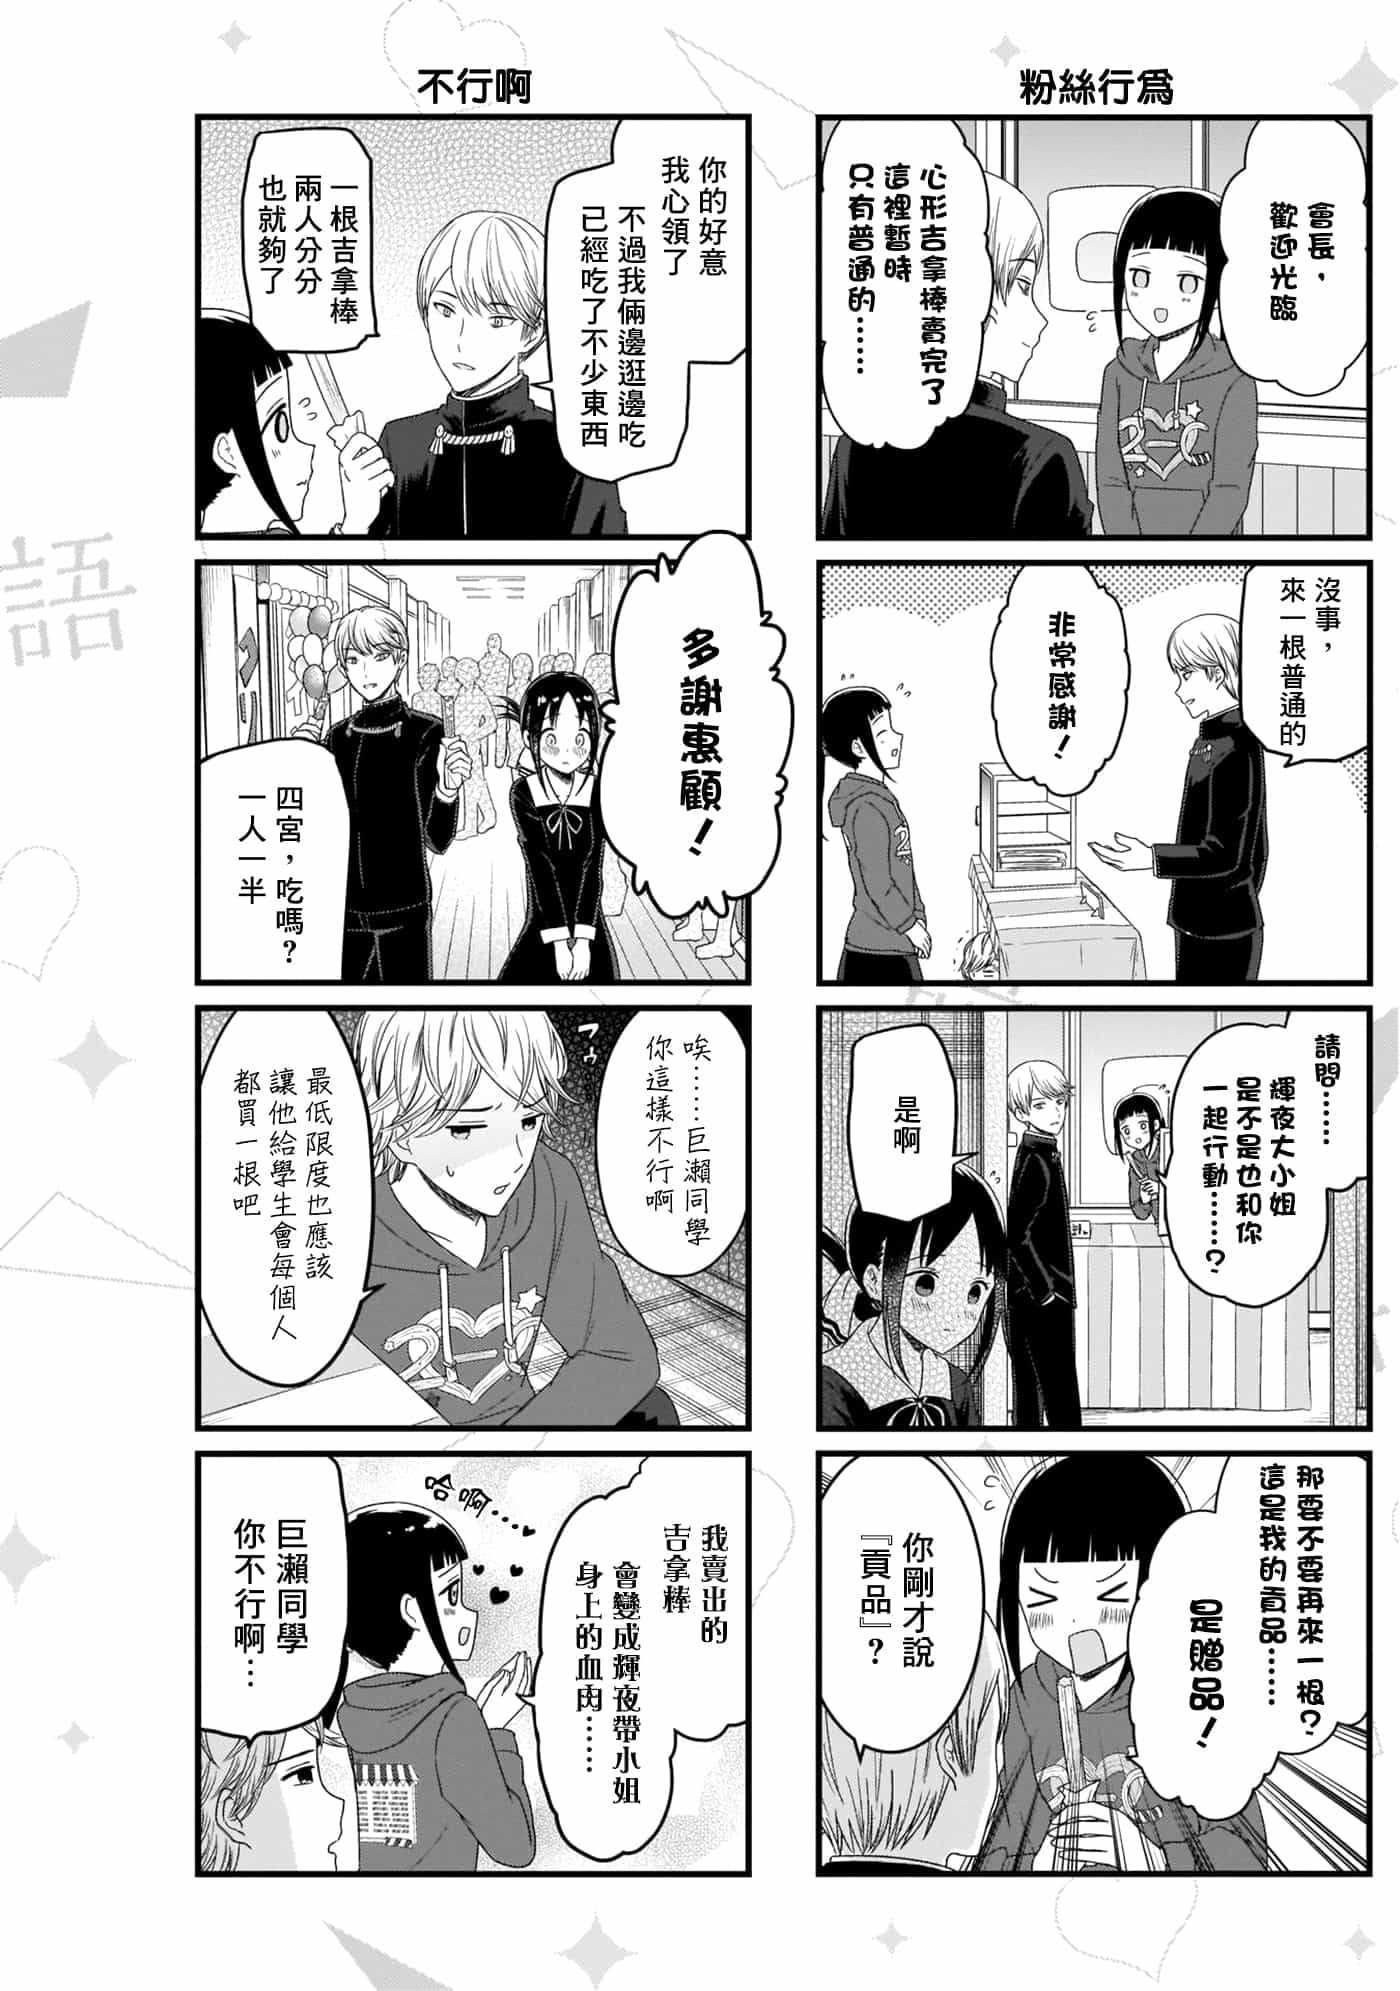 粉絲行為
會長，
歡迎光臨
心形吉拿棒賣完了
這裡暫時
只有普通的……
沒事，
來一根普通的
非常感謝！
請問……
輝夜大小姐
是不是也和你
一起行動……？
是啊
那要不要再來一根？
這是我的貢品……
是贈品！
你剛才說
『貢品』？
不行啊
你的好意
我心領了
不過我倆邊逛邊吃
已經吃了不少東西
一根吉拿棒
兩人分分
也就夠了
多謝惠顧！
四宮，吃嗎？
一人一半
フゥ
唉……巨瀨同學
你這樣不行啊
最低限度也應該
讓他給學生會每個人
都買一根吧
我賣出的
吉拿棒
會變成輝夜帶小姐
身上的血肉……
哈啊…
巨瀨同學
你不行啊…
語